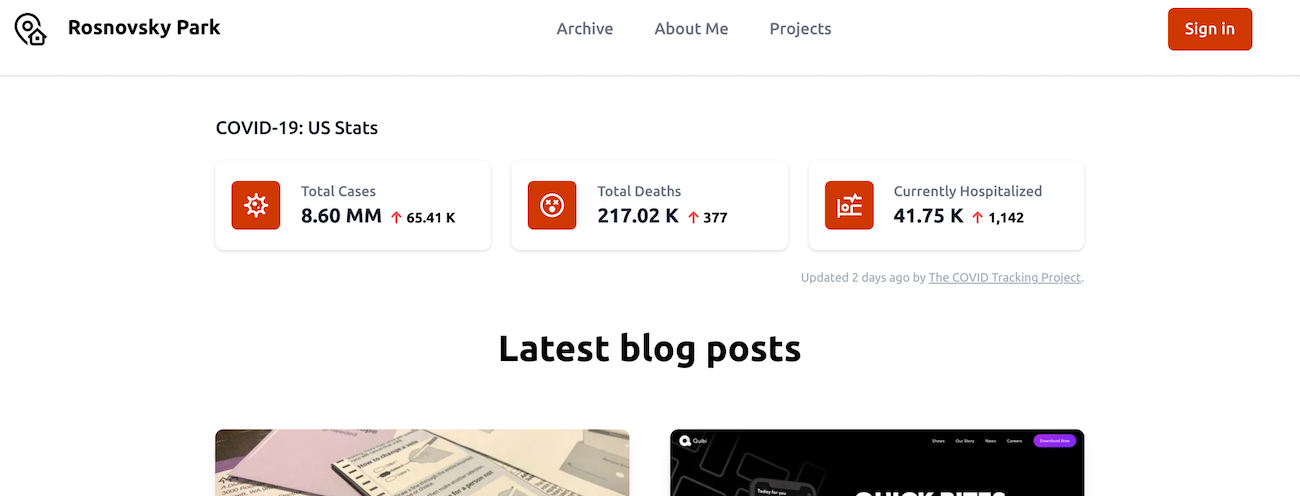 Rosnovsky Park
Archive
About Me
Projects
Sign in
COVID-19: US Stats
Total Cases
8.60 MM ↑ 65.41 K
Total Deaths
217.02 K ↑ 377
Currently Hospitalized
41.75 K ↑ 1,142
Updated 2 days ago by The COVID Tracking Project.
Latest blog posts
How to change a vote
for a person not
Quibi
Shows
Our Story
News
Careers
Download Now
Today for you
QUICK BITES